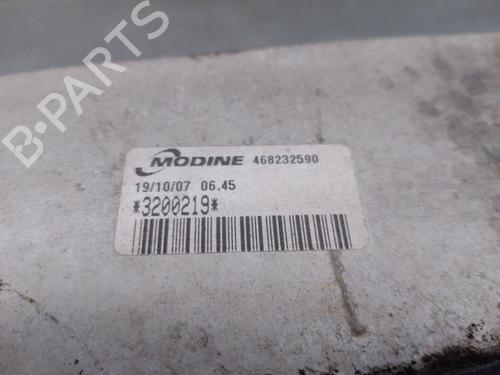 B-PARTS
MODINE 468232590
19/10/07 06.45
*3200219*